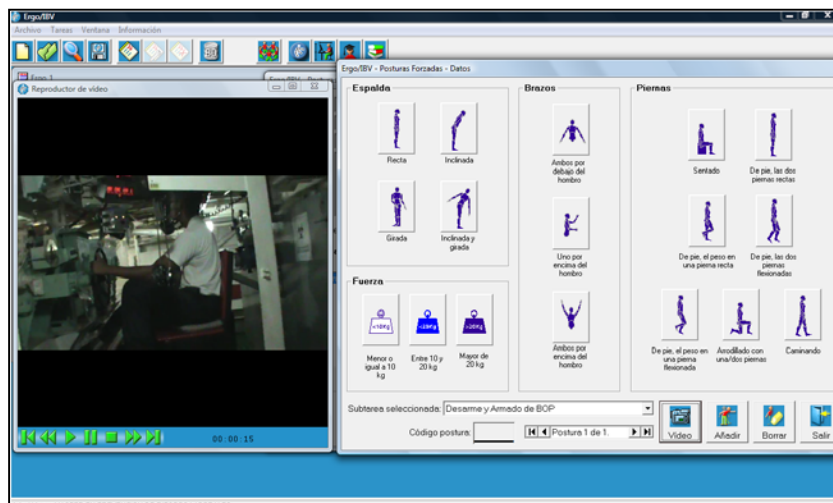 Ergo/IBV
Archivo Tareas Ventana Información
Ergo 1
Reproductor de vídeo
00:00:15
Ergo/IBV - Posturas Forzadas - Datos
Espalda
Recta
Inclinada
Girada
Inclinada y
girada
Fuerza
<10Kg
<20Kg
>20Kg
Menor o
igual a 10
kg
Entre 10 y
20 kg
Mayor de
20 kg
Brazos
Ambos por
debajo del
hombro
Uno por
encima del
hombro
Ambos por
encima del
hombro
Piernas
Sentado
De pie, las dos
piernas rectas
De pie, el peso en
una pierna recta
De pie, las dos
piernas
flexionadas
De pie, el peso en
una pierna
flexionada
Arrodillado con
una/dos piernas
Caminando
Subtarea seleccionada: Desarme y Armado de BOP
Código postura:
Postura 1 de 1.
Vídeo
Añadir
Borrar
Salir